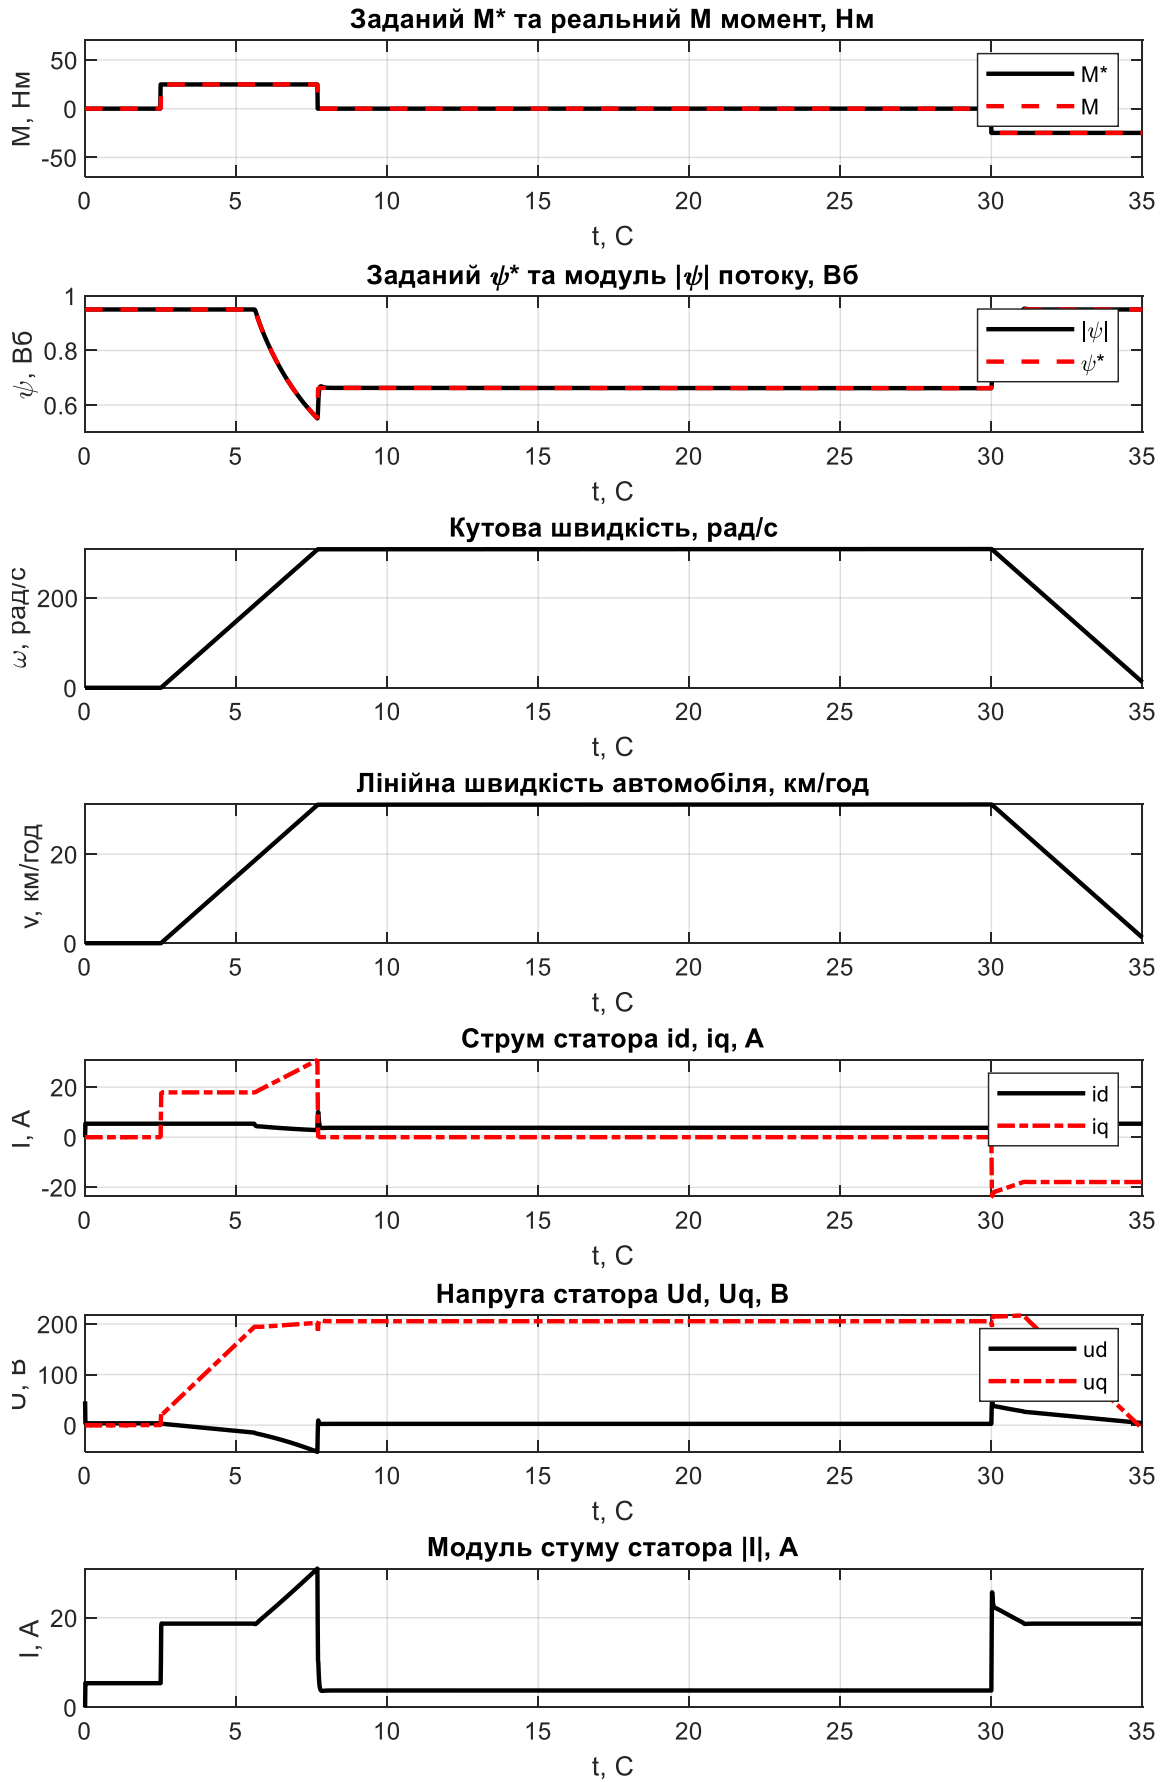 Заданий M* та реальний M момент, Нм
M, Нм
50
0
-50
M*
M
0 5 10 15 20 25 30 35
t, C
Заданий ψ* та модуль |ψ| потоку, Вб
ψ, Вб
1
0.8
0.6
|ψ|
ψ*
0 5 10 15 20 25 30 35
t, C
Кутова швидкість, рад/с
ω, рад/с
200
0
0 5 10 15 20 25 30 35
t, C
Лінійна швидкість автомобіля, км/год
v, км/год
20
0
0 5 10 15 20 25 30 35
t, C
Струм статора id, iq, А
I, А
20
0
-20
id
iq
0 5 10 15 20 25 30 35
t, C
Напруга статора Ud, Uq, В
U, В
200
100
0
ud
uq
0 5 10 15 20 25 30 35
t, C
Модуль стуму статора |I|, А
I, А
20
0
0 5 10 15 20 25 30 35
t, C